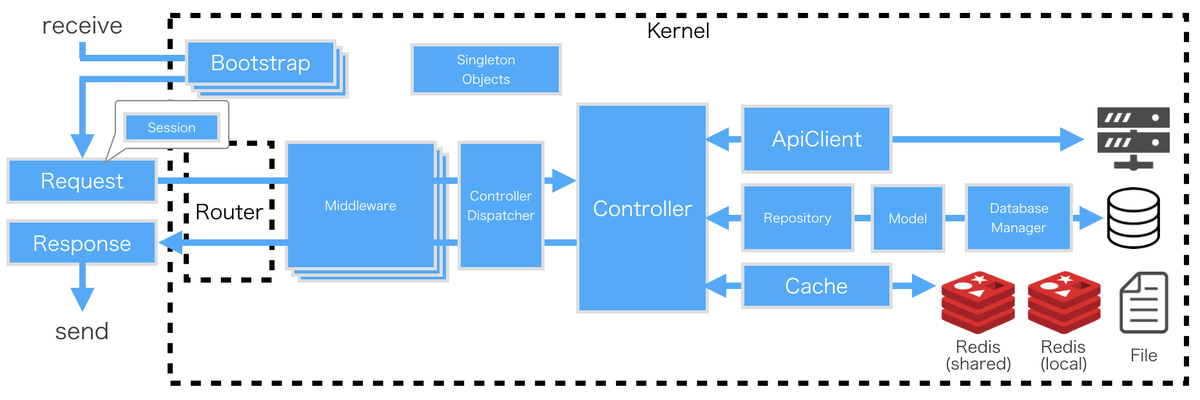 receive
Kernel
Bootstrap
Singleton
Objects
Session
Request
Response
send
Router
Middleware
Controller
Dispatcher
Controller
ApiClient
Repository
Model
Database
Manager
Cache
Redis
(shared)
Redis
(local)
File